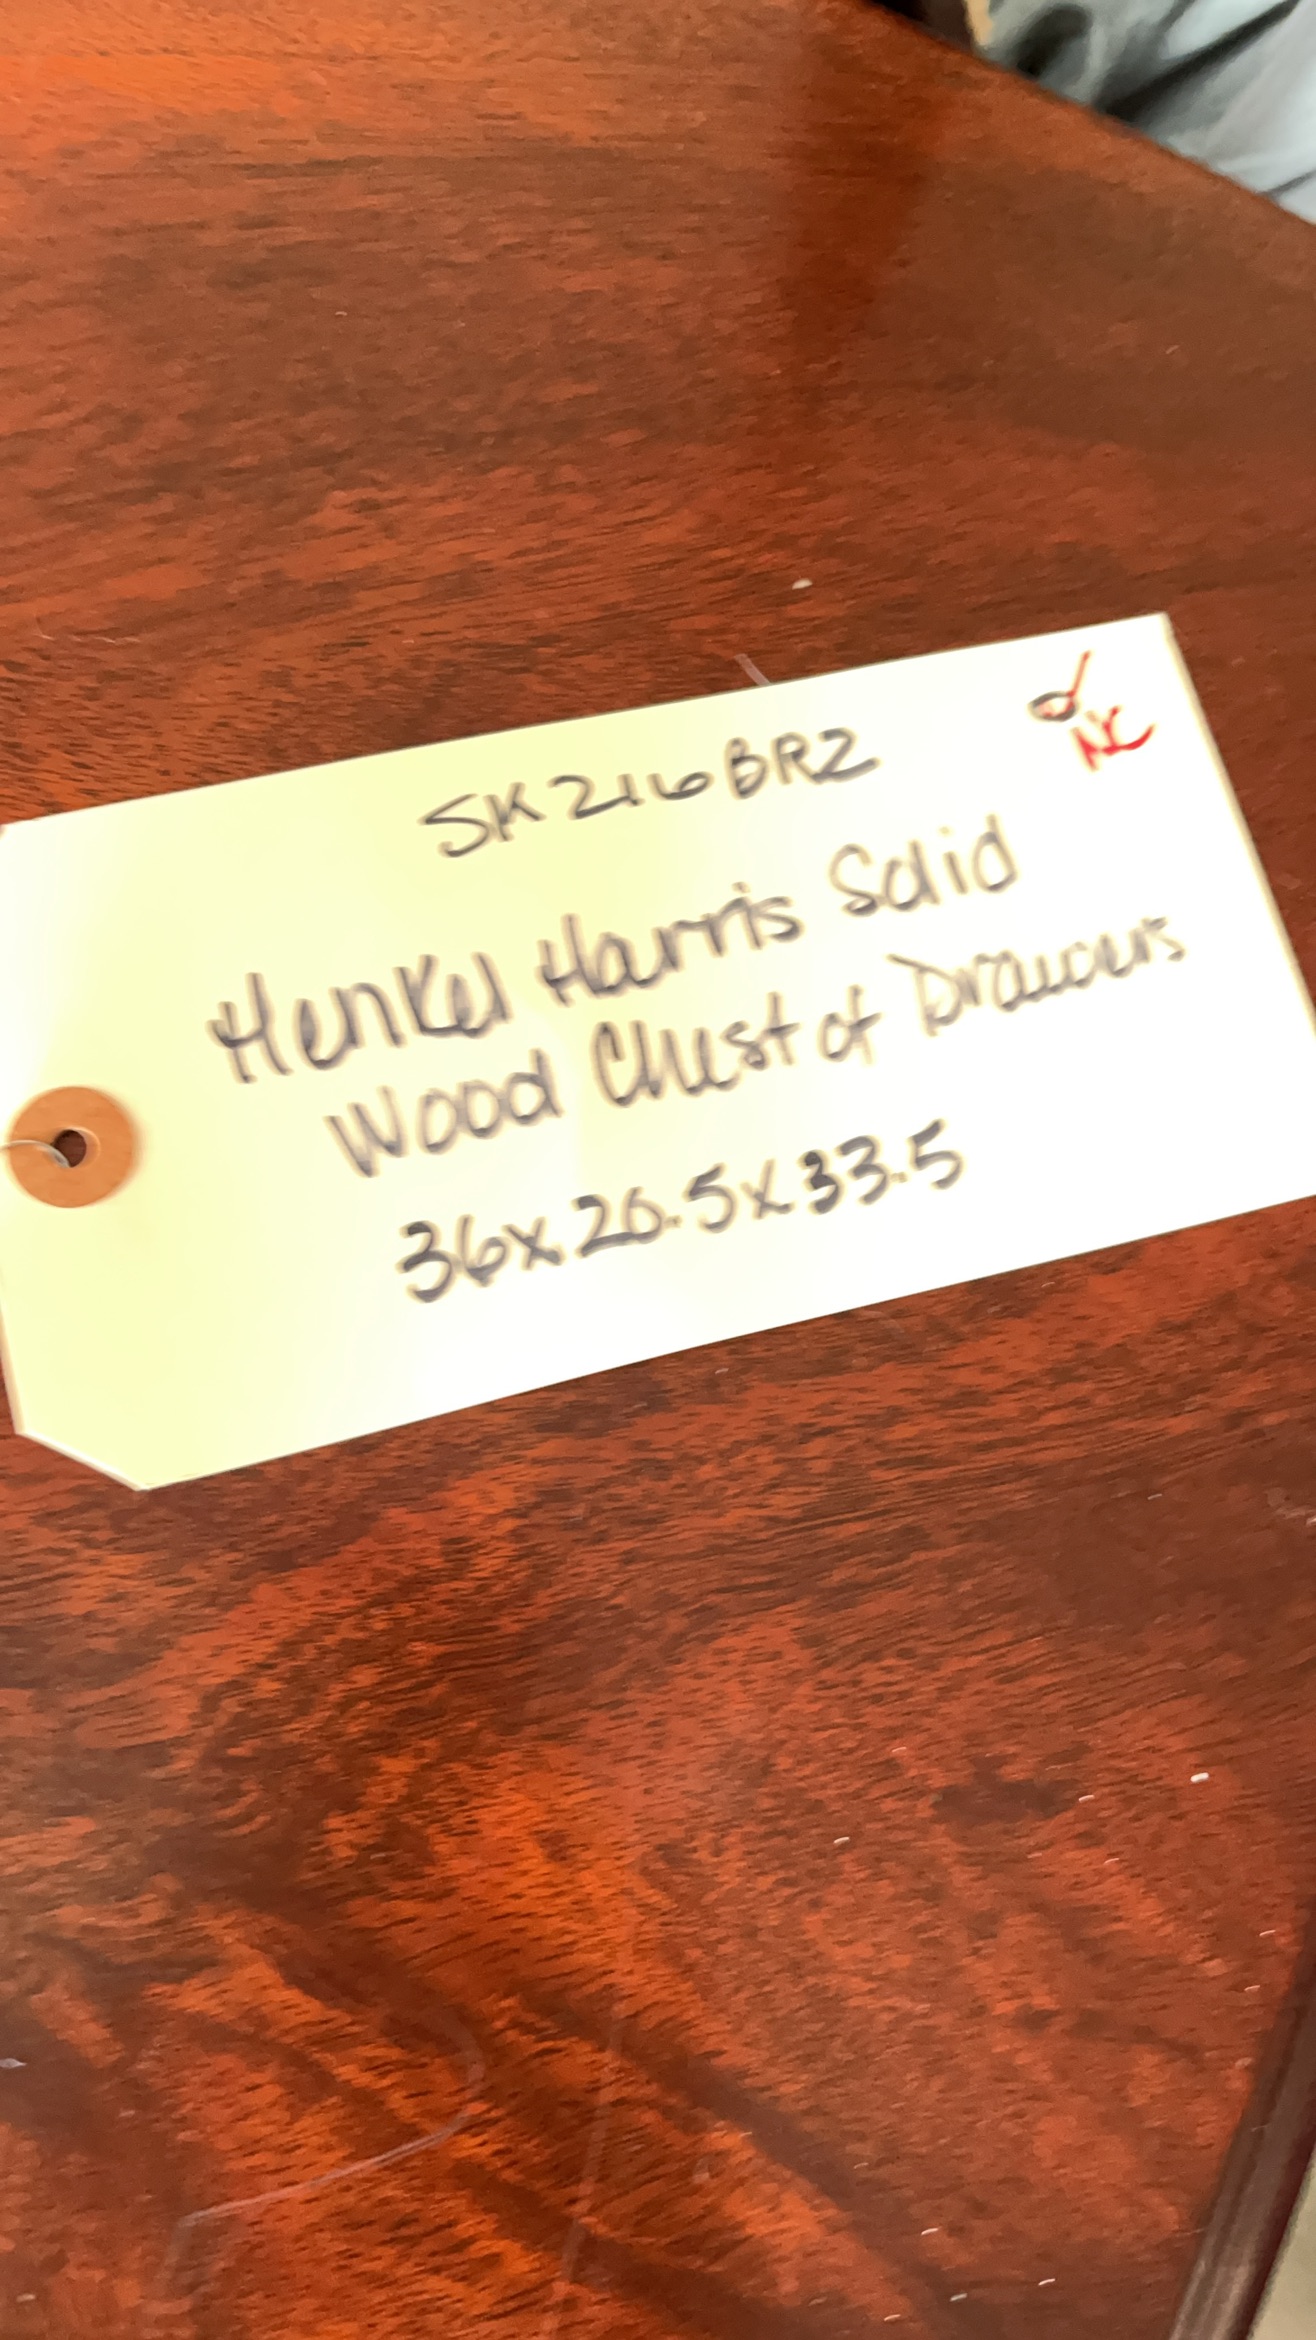 SK216BR2
NC
Henkel Harris Solid
Wood Chest of Drawers
36x20.5x33.5